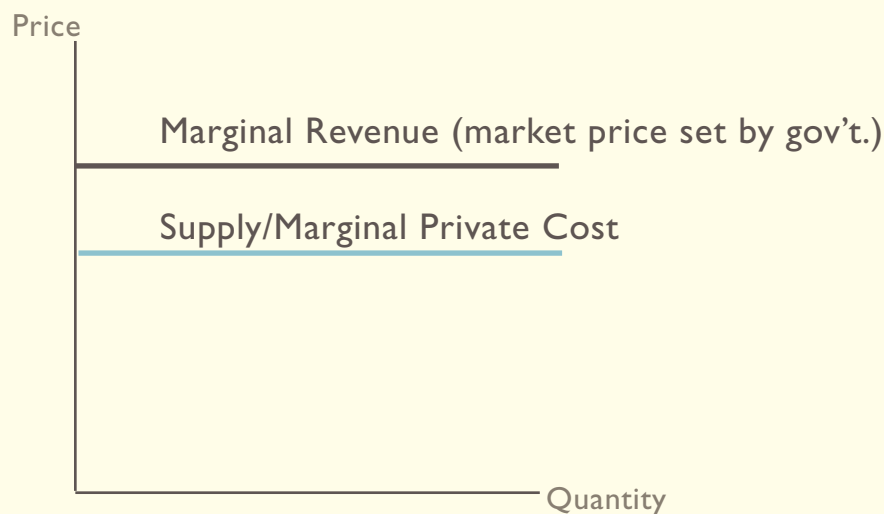 Price
Marginal Revenue (market price set by gov’t.)
Supply/Marginal Private Cost
Quantity